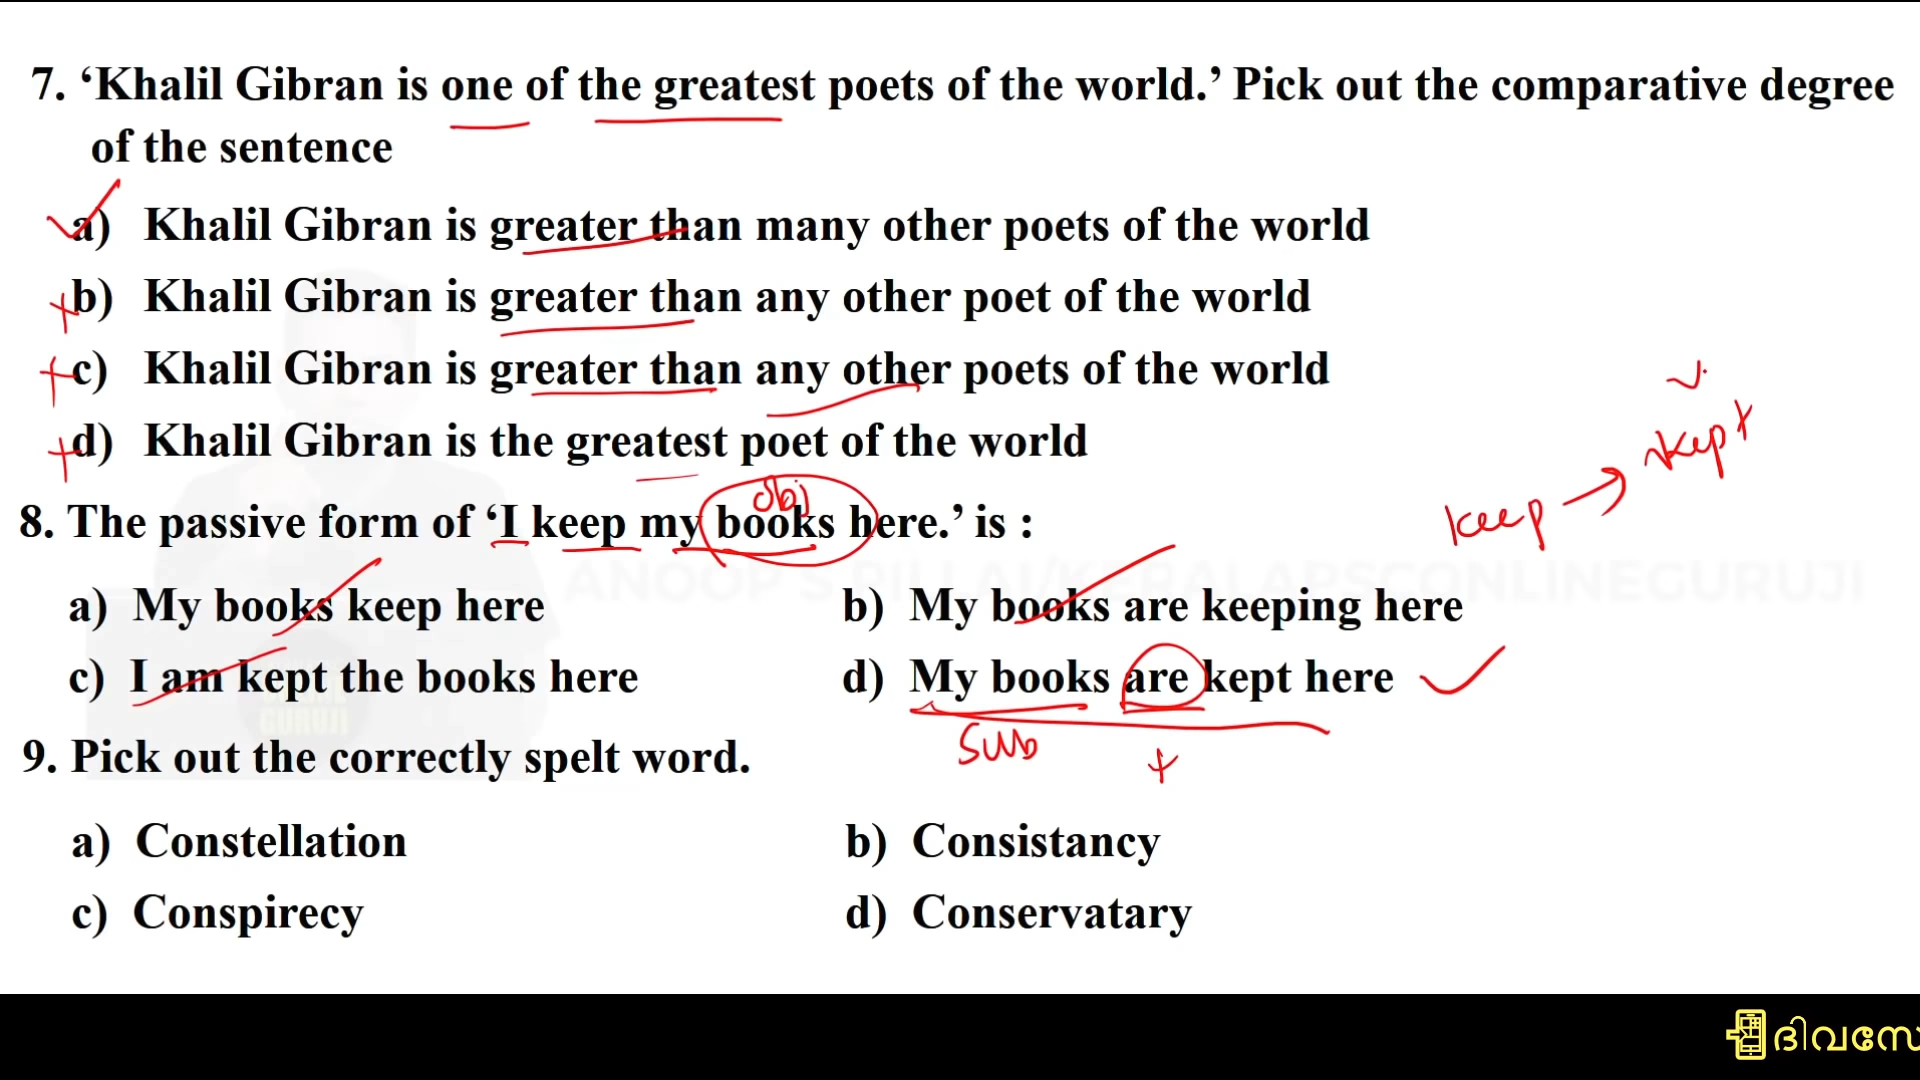 7. ‘Khalil Gibran is one of the greatest poets of the world.’ Pick out the comparative degree
of the sentence
a) Khalil Gibran is greater than many other poets of the world
b) Khalil Gibran is greater than any other poet of the world
c) Khalil Gibran is greater than any other poets of the world
d) Khalil Gibran is the greatest poet of the world
obj
keep → kept
8. The passive form of ‘I keep my books here.’ is :
ANOOP S PILLAI/KERALAPSCONLINEGURUJI
a) My books keep here b) My books are keeping here
c) I am kept the books here d) My books are kept here
GURUJI
Sub +
9. Pick out the correctly spelt word.
a) Constellation b) Consistancy
c) Conspirecy d) Conservatary
ദിവസേ